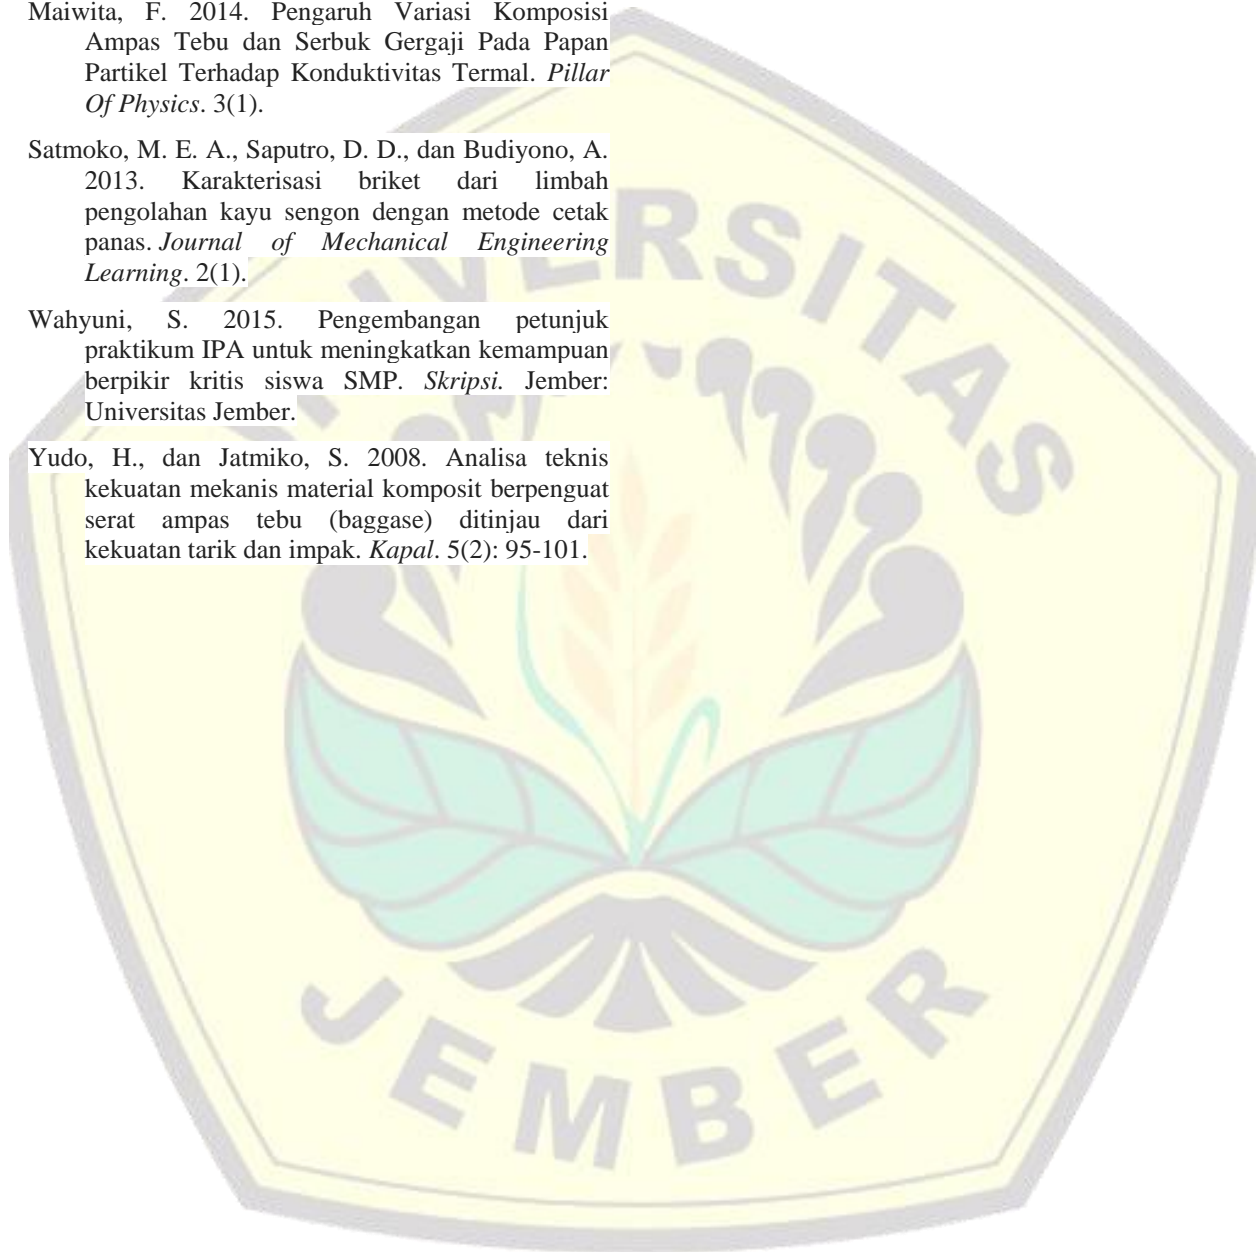 Maiwita, F. 2014. Pengaruh Variasi Komposisi
Ampas Tebu dan Serbuk Gergaji Pada Papan
Partikel Terhadap Konduktivitas Termal. Pillar
Of Physics. 3(1).
Satmoko, M. E. A., Saputro, D. D., dan Budiyono, A.
2013. Karakterisasi briket dari limbah
pengolahan kayu sengon dengan metode cetak
panas. Journal of Mechanical Engineering
Learning. 2(1).
Wahyuni, S. 2015. Pengembangan petunjuk
praktikum IPA untuk meningkatkan kemampuan
berpikir kritis siswa SMP. Skripsi. Jember:
Universitas Jember.
Yudo, H., dan Jatmiko, S. 2008. Analisa teknis
kekuatan mekanis material komposit berpenguat
serat ampas tebu (baggase) ditinjau dari
kekuatan tarik dan impak. Kapal. 5(2): 95-101.
UNIVERSITAS
JEMBER